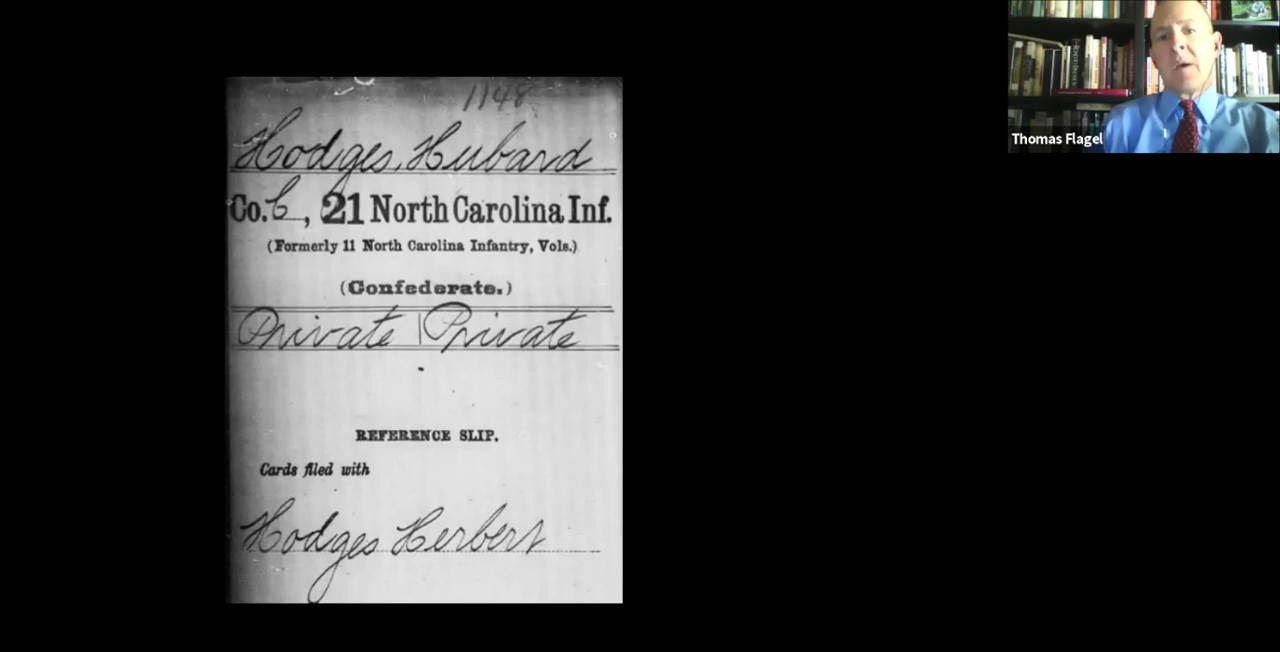 1148
Hodges, Hubard
Co. C, 21 North Carolina Inf.
(Formerly 11 North Carolina Infantry, Vols.)
(Confederate.)
Private | Private
REFERENCE SLIP.
Cards filed with
Hodges Herbert
Thomas Flagel